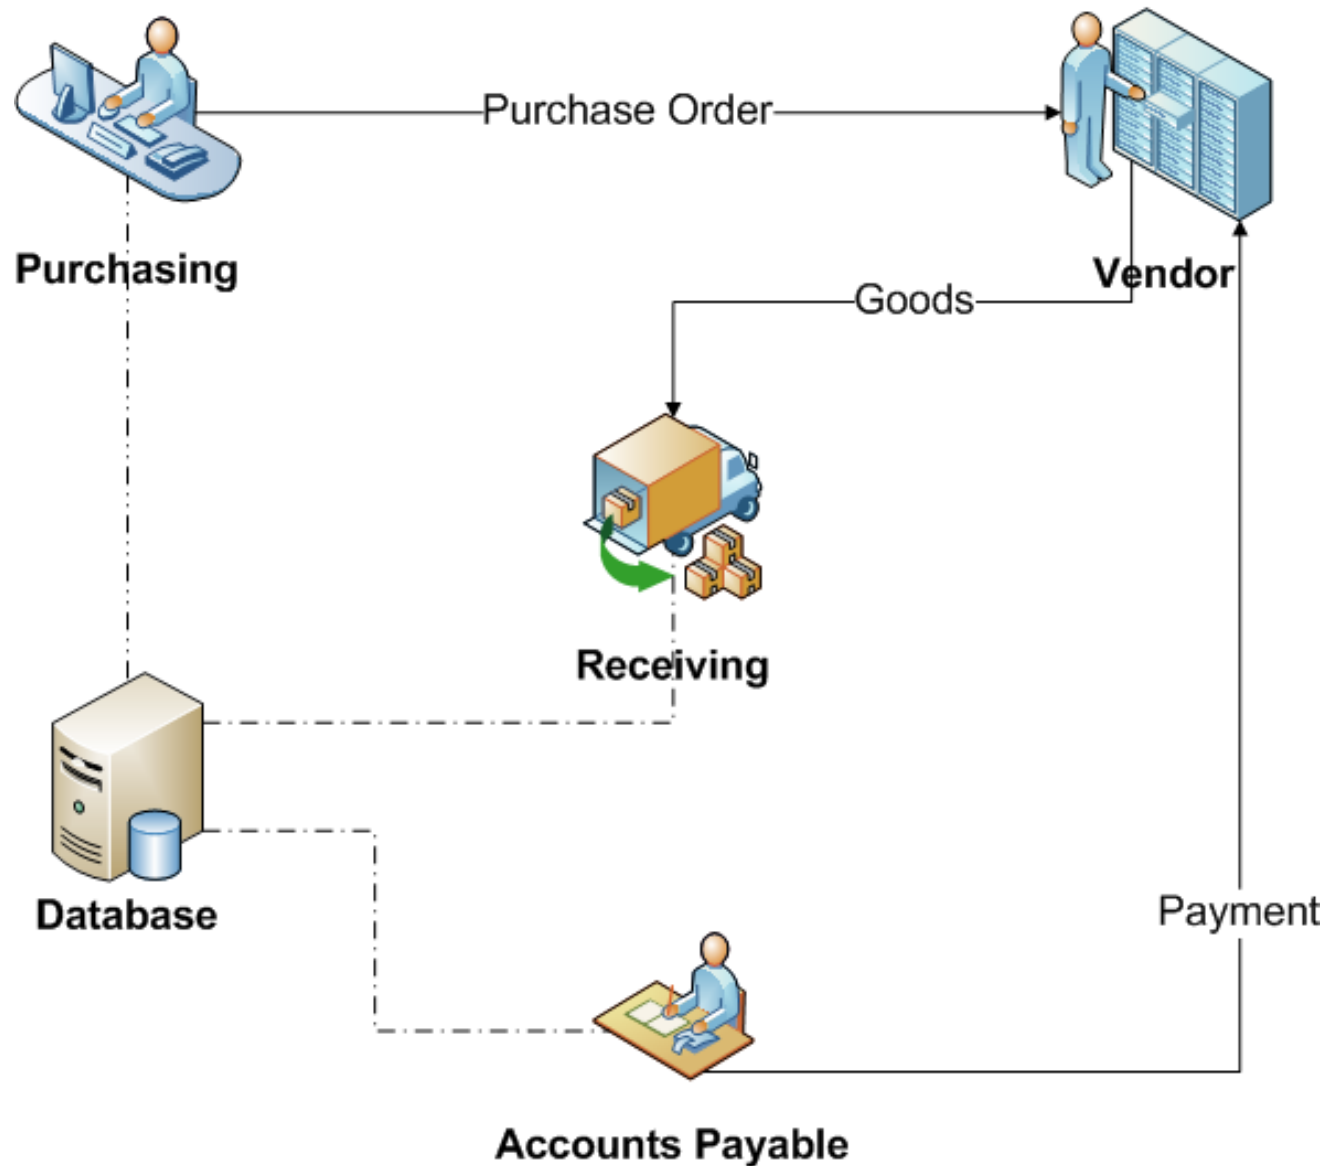 Purchase Order
Purchasing
Vendor
Goods
Receiving
Database
Payment
Accounts Payable